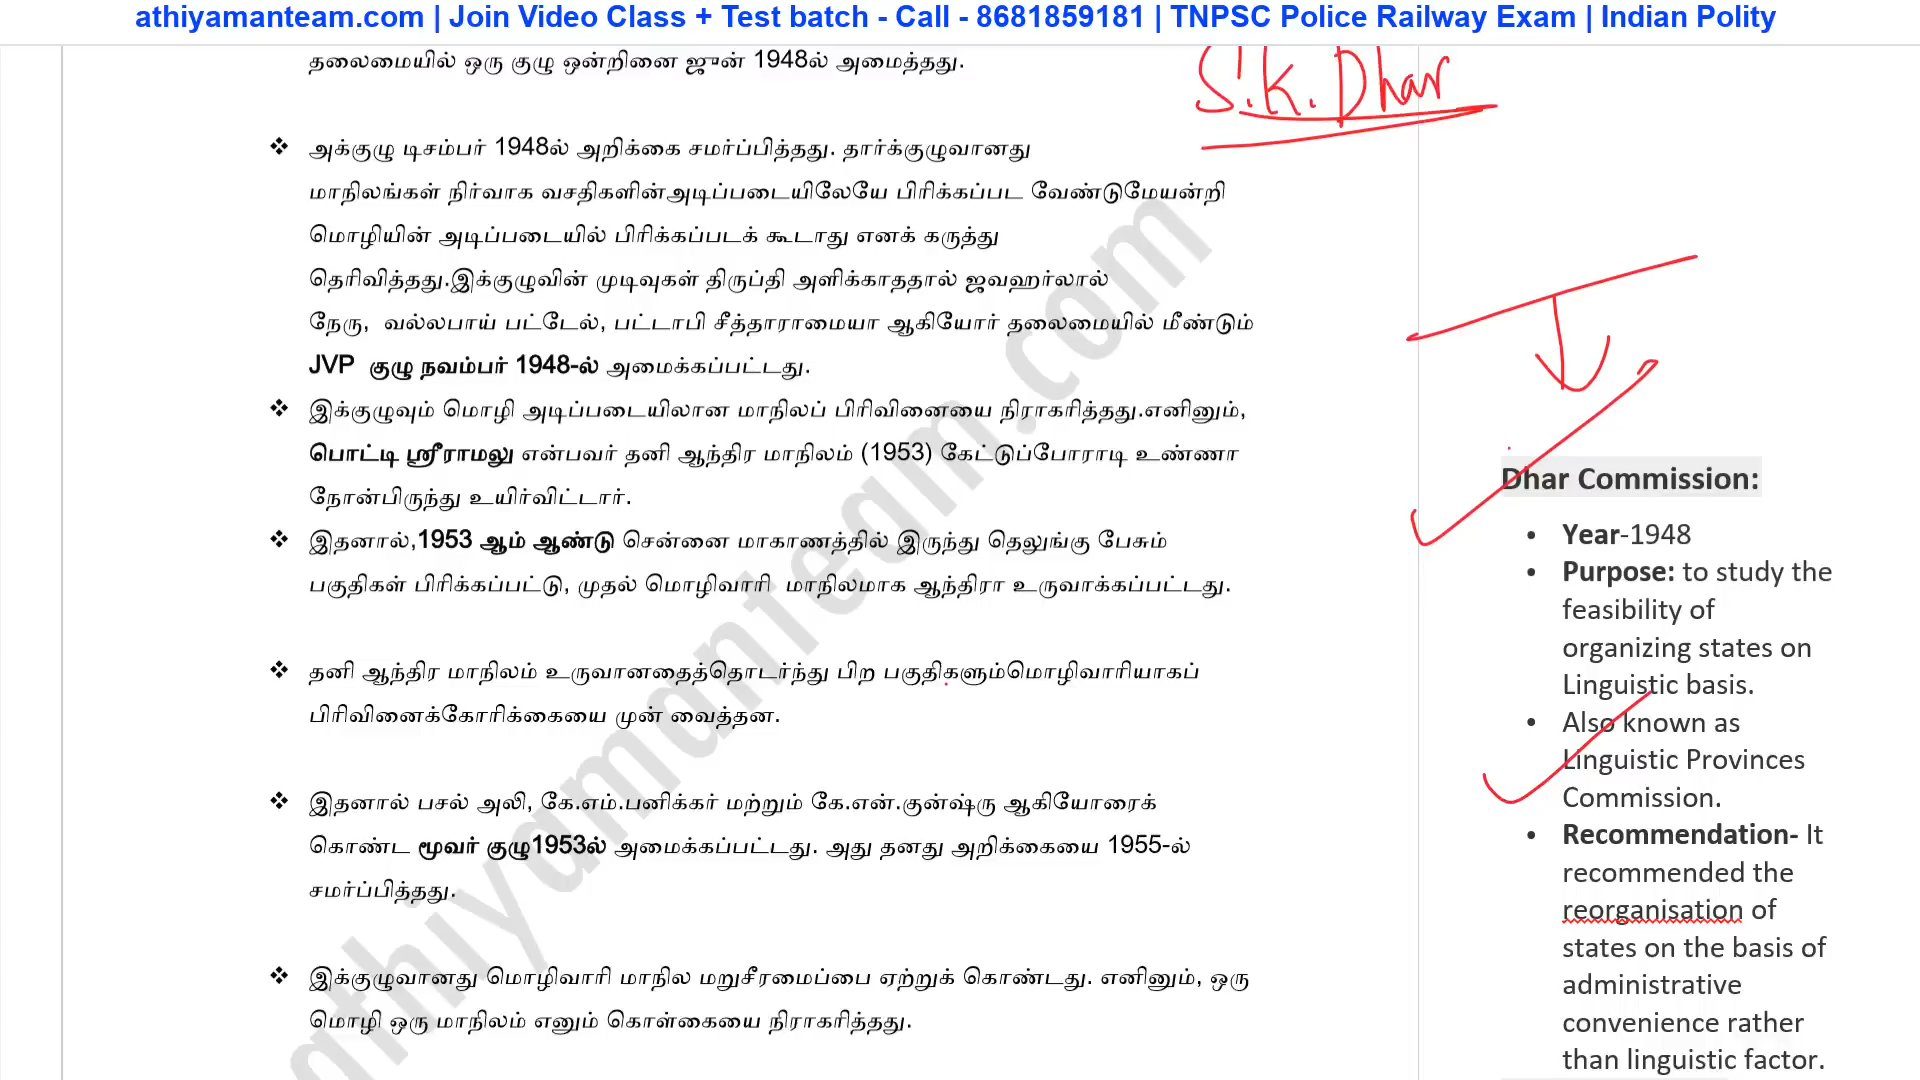 athiyamanteam.com | Join Video Class + Test batch - Call - 8681859181 | TNPSC Police Railway Exam | Indian Polity
தலைமையில் ஒரு குழு ஒன்றினை ஜுன் 1948ல் அமைத்தது.
S.K. Dhar
❖ அக்குழு டிசம்பர் 1948ல் அறிக்கை சமர்ப்பித்தது. தார்க்குழுவானது
மாநிலங்கள் நிர்வாக வசதிகளின்அடிப்படையிலேயே பிரிக்கப்பட வேண்டுமேயன்றி
மொழியின் அடிப்படையில் பிரிக்கப்படக் கூடாது எனக் கருத்து
தெரிவித்தது.இக்குழுவின் முடிவுகள் திருப்தி அளிக்காததால் ஜவஹர்லால்
நேரு, வல்லபாய் பட்டேல், பட்டாபி சீத்தாராமையா ஆகியோர் தலைமையில் மீண்டும்
JVP குழு நவம்பர் 1948-ல் அமைக்கப்பட்டது.
❖ இக்குழுவும் மொழி அடிப்படையிலான மாநிலப் பிரிவினையை நிராகரித்தது.எனினும்,
பொட்டி ஸ்ரீராமலு என்பவர் தனி ஆந்திர மாநிலம் (1953) கேட்டுப்போராடி உண்ணா
நோன்பிருந்து உயிர்விட்டார்.
❖ இதனால்,1953 ஆம் ஆண்டு சென்னை மாகாணத்தில் இருந்து தெலுங்கு பேசும்
பகுதிகள் பிரிக்கப்பட்டு, முதல் மொழிவாரி மாநிலமாக ஆந்திரா உருவாக்கப்பட்டது.
❖ தனி ஆந்திர மாநிலம் உருவானதைத்தொடர்ந்து பிற பகுதிகளும்மொழிவாரியாகப்
பிரிவினைக்கோரிக்கையை முன் வைத்தன.
❖ இதனால் பசல் அலி, கே.எம்.பனிக்கர் மற்றும் கே.என்.குன்ஷ்ரு ஆகியோரைக்
கொண்ட மூவர் குழு1953ல் அமைக்கப்பட்டது. அது தனது அறிக்கையை 1955-ல்
சமர்ப்பித்தது.
❖ இக்குழுவானது மொழிவாரி மாநில மறுசீரமைப்பை ஏற்றுக் கொண்டது. எனினும், ஒரு
மொழி ஒரு மாநிலம் எனும் கொள்கையை நிராகரித்தது.
athiyamanteam.com
Dhar Commission:
• Year-1948
• Purpose: to study the
feasibility of
organizing states on
Linguistic basis.
• Also known as
Linguistic Provinces
Commission.
• Recommendation- It
recommended the
reorganisation of
states on the basis of
administrative
convenience rather
than linguistic factor.